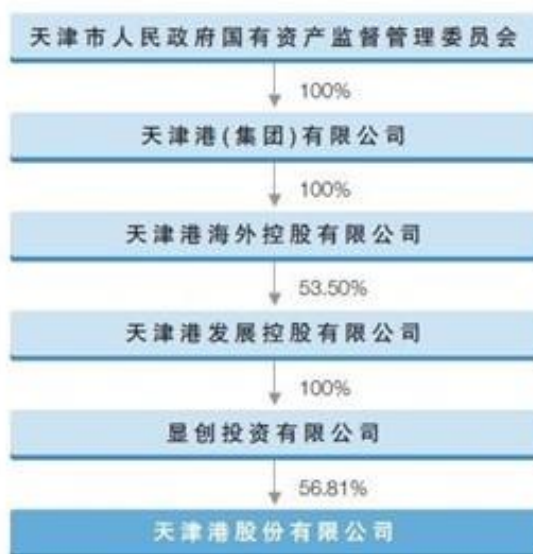 天津市人民政府国有资产监督管理委员会
100%
天津港(集团)有限公司
100%
天津港海外控股有限公司
53.50%
天津港发展控股有限公司
100%
显创投资有限公司
56.81%
天津港股份有限公司